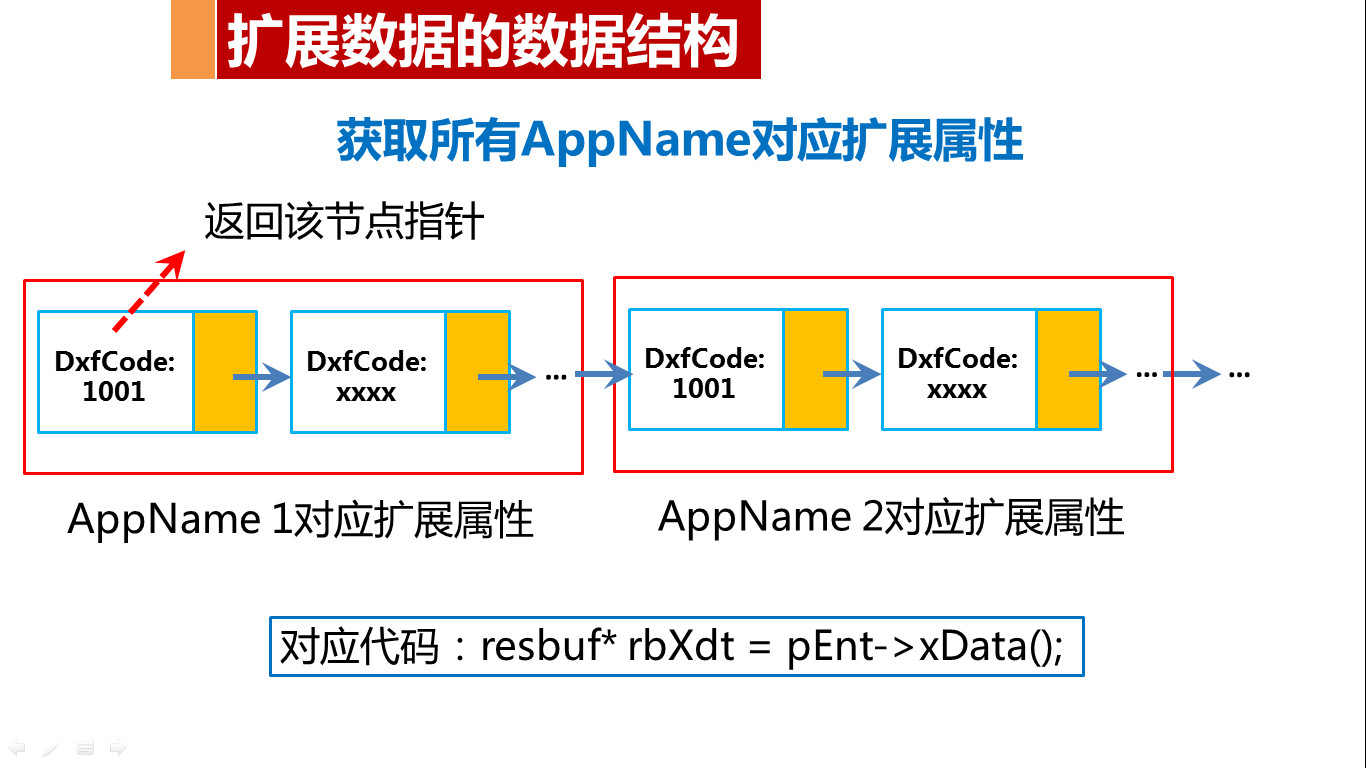 扩展数据的数据结构
获取所有AppName对应扩展属性
返回该节点指针
DxfCode:
1001
DxfCode:
xxxx
...
DxfCode:
1001
DxfCode:
xxxx
...
...
AppName 1对应扩展属性
AppName 2对应扩展属性
对应代码：resbuf* rbXdt = pEnt->xData();